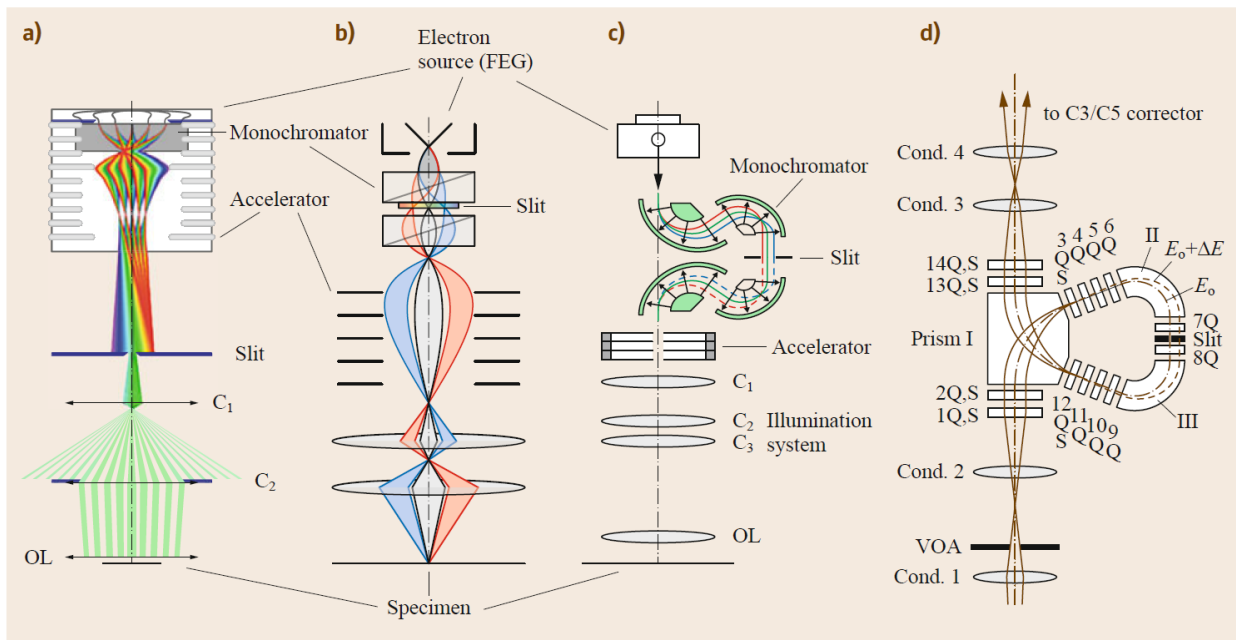 a)
b)
c)
d)
Electron
source (FEG)
Monochromator
Accelerator
Slit
C1
C2
OL
Slit
Specimen
Monochromator
Slit
Accelerator
C1
C2 Illumination
C3 system
OL
to C3/C5 corrector
Cond. 4
Cond. 3
14Q,S
13Q,S
Prism I
2Q,S
1Q,S
Cond. 2
VOA
Cond. 1
3 4 5 6
Q Q Q Q
S
II
Eo+ΔE
Eo
7Q
Slit
8Q
III
12 11 10 9
Q Q Q Q
S